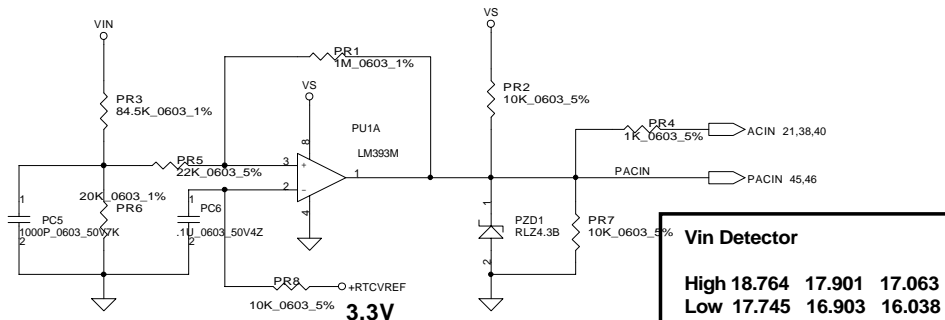 VIN
VS
PR1
1M_0603_1%
VS
PR3
84.5K_0603_1%
PR2
10K_0603_5%
PU1A
LM393M
8
3
+
2
-
1
4
PR4
1K_0603_5%
ACIN 21,38,40
PR5
22K_0603_5%
PACIN
PACIN 45,46
20K_0603_1%
PR6
1
PC5
1000P_0603_50V7K
2
1
PC6
.1U_0603_50V4Z
2
1
PZD1
RLZ4.3B
2
PR7
10K_0603_5%
PR8
10K_0603_5%
+RTCVREF
3.3V
Vin Detector
High 18.764 17.901 17.063
Low 17.745 16.903 16.038